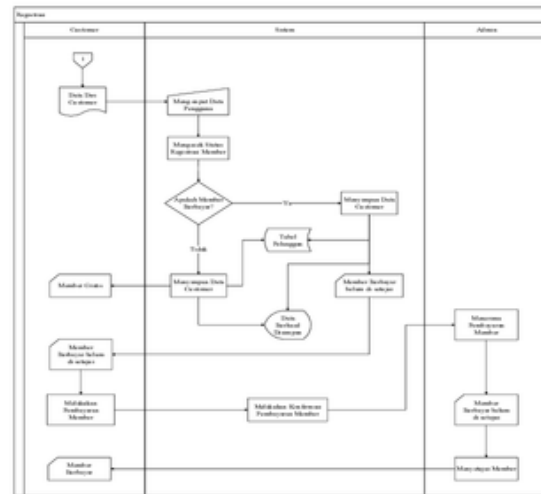 Registrasi
Customer
Sistem
Admin
1
Data Dari
Customer
Menginput Data
Pengguna
Mengecek Status
Registrasi Member
Apakah Member
Berbayar?
Ya
Menyimpan Data
Customer
Tabel
Pelanggan
Tidak
Member Gratis
Menyimpan Data
Customer
Member Berbayar
belum di setujui
Data
Berhasil
Disimpan
Menerima
Pembayaran
Member
Member
Berbayar belum
di setujui
Melakukan
Pembayaran
Member
Melakukan Konfirmasi
Pembayaran Member
Member
Berbayar belum
di setujui
Member
Berbayar
Menyetujui Member